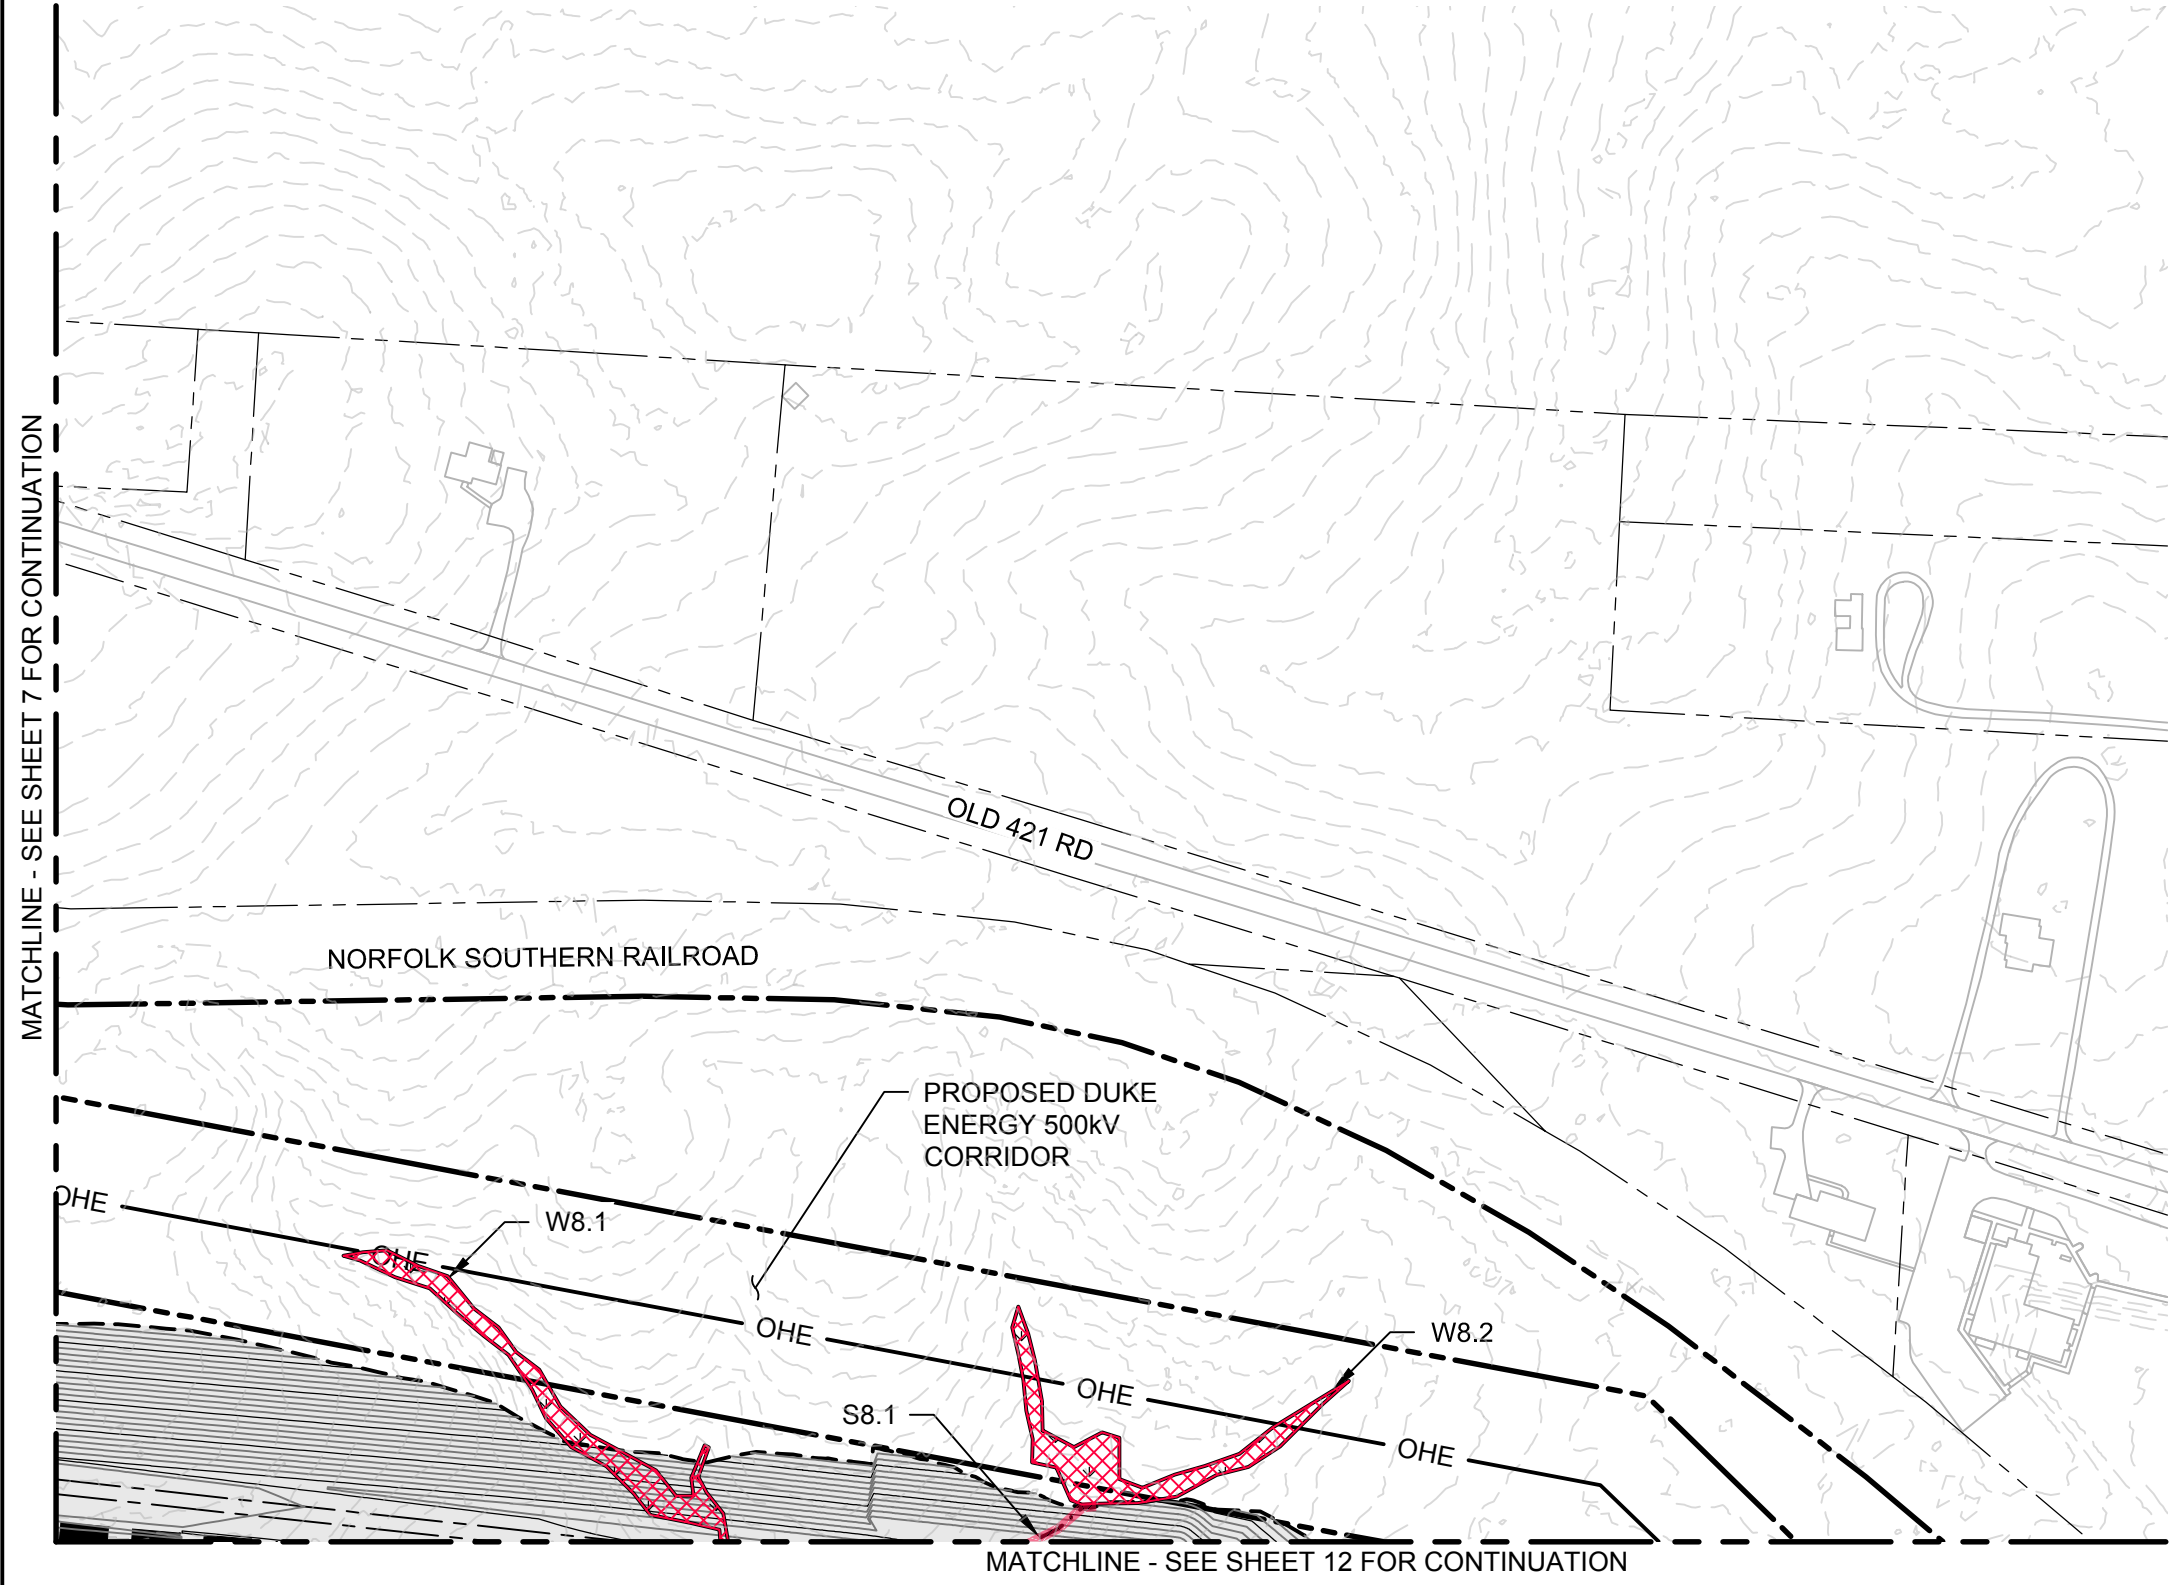 MATCHLINE - SEE SHEET 7 FOR CONTINUATION
OLD 421 RD
NORFOLK SOUTHERN RAILROAD
PROPOSED DUKE
ENERGY 500kV
CORRIDOR
OHE
W8.1
OHE
OHE
W8.2
OHE
S8.1
OHE
MATCHLINE - SEE SHEET 12 FOR CONTINUATION